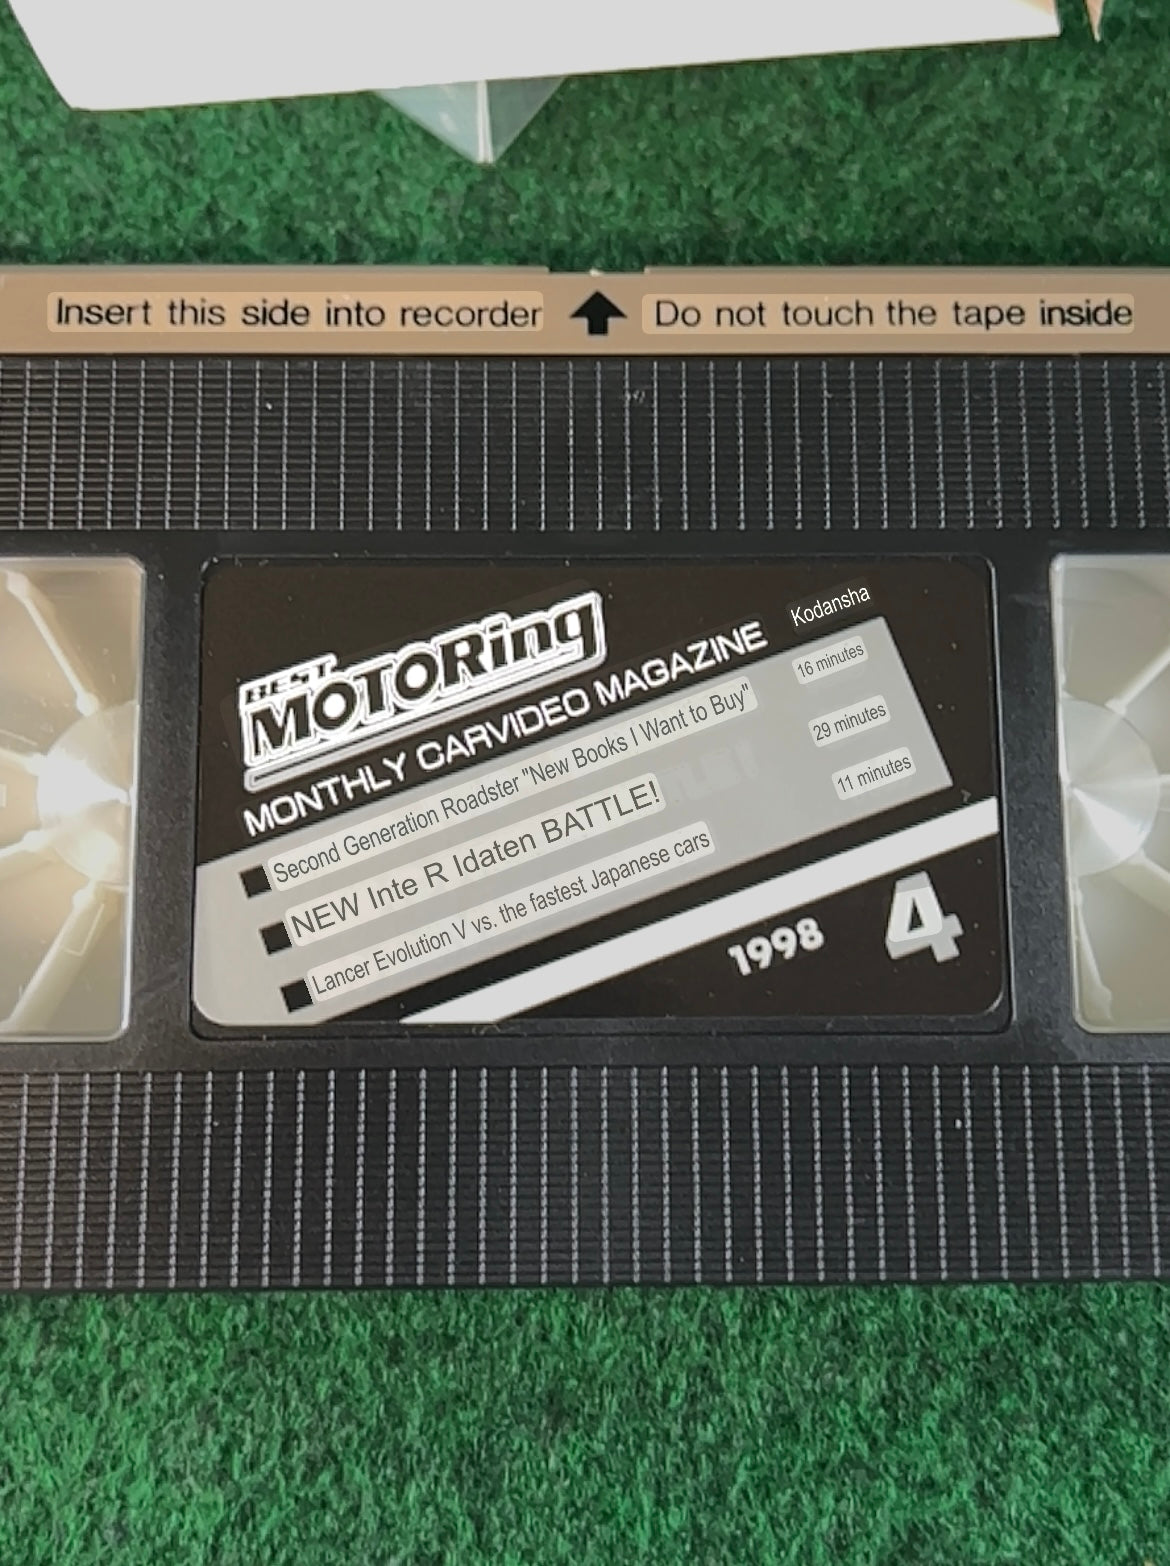 Insert this side into recorder
Do not touch the tape inside
BEST
MOTORing
Kodansha
MONTHLY CARVIDEO MAGAZINE
Second Generation Roadster "New Books I Want to Buy" 16 minutes
NEW Inte R Idaten BATTLE! 29 minutes
Lancer Evolution V vs. the fastest Japanese cars 11 minutes
1998 4